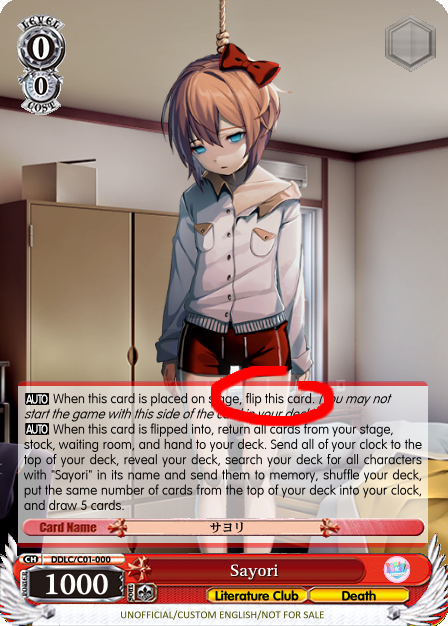 LEVEL
0
0
COST
AUTO When this card is placed on stage, flip this card. (You may not
start the game with this side of the card in your deck)
AUTO When this card is flipped into, return all cards from your stage,
stock, waiting room, and hand to your deck. Send all of your clock to the
top of your deck, reveal your deck, search your deck for all characters
with "Sayori" in its name and send them to memory, shuffle your deck,
put the same number of cards from the top of your deck into your clock,
and draw 5 cards.
Card Name サヨリ
CH DDLC/C01-000
POWER 1000 SOUL
Sayori
Literature Club Death
UNOFFICIAL/CUSTOM ENGLISH/NOT FOR SALE